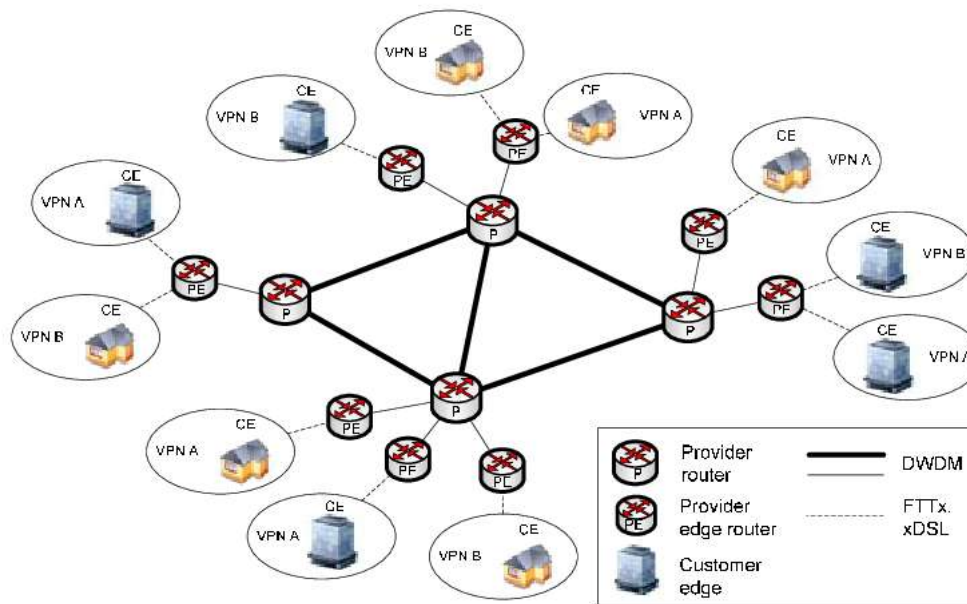 CE
VPN B
CE
VPN B
CE
VPN A
PE
PE
CE
VPN A
CE
VPN A
PE
P
CE
VPN B
PE
CE
VPN B
P
PE
P
CE
VPN A
P
CE
VPN A
PE
PE
PE
CE
VPN A
CE
VPN B
Provider
router
P
DWDM
Provider
edge router
PE
FTTx,
xDSL
Customer
edge